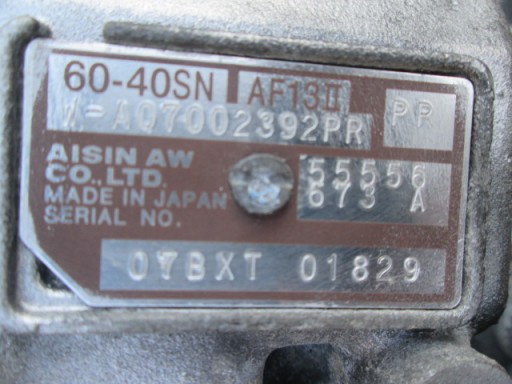 60-40SN AF13II
W-AQ7002392PR PR
AISIN AW
CO.,LTD.
MADE IN JAPAN
SERIAL NO.
55556
673 A
07BXT 01829